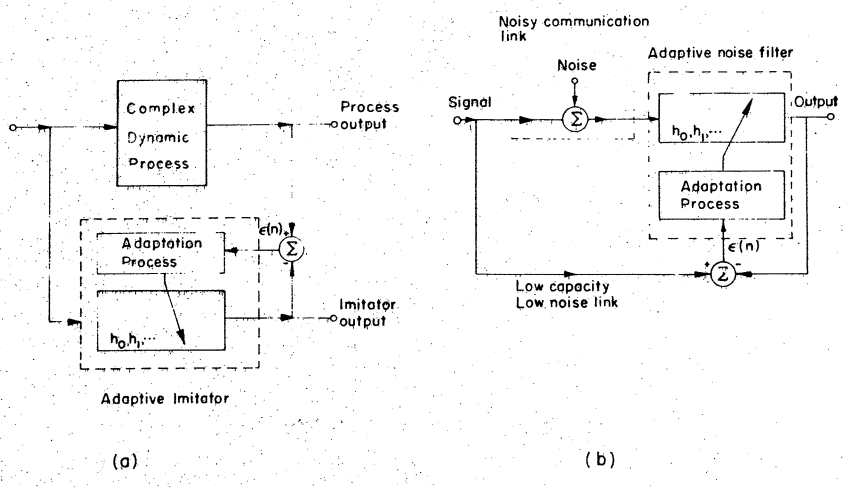 Complex
Dynamic
Process
Process
output
ϵ(n)
+
Σ
-
Adaptation
Process
h₀,h₁,...
Imitator
output
Adaptive Imitator
(a)
Noisy communication
link
Noise
Adaptive noise filter
Signal
Σ
Output
h₀,h₁,...
Adaptation
Process
ϵ(n)
+
-
Σ
Low capacity
Low noise link
(b)